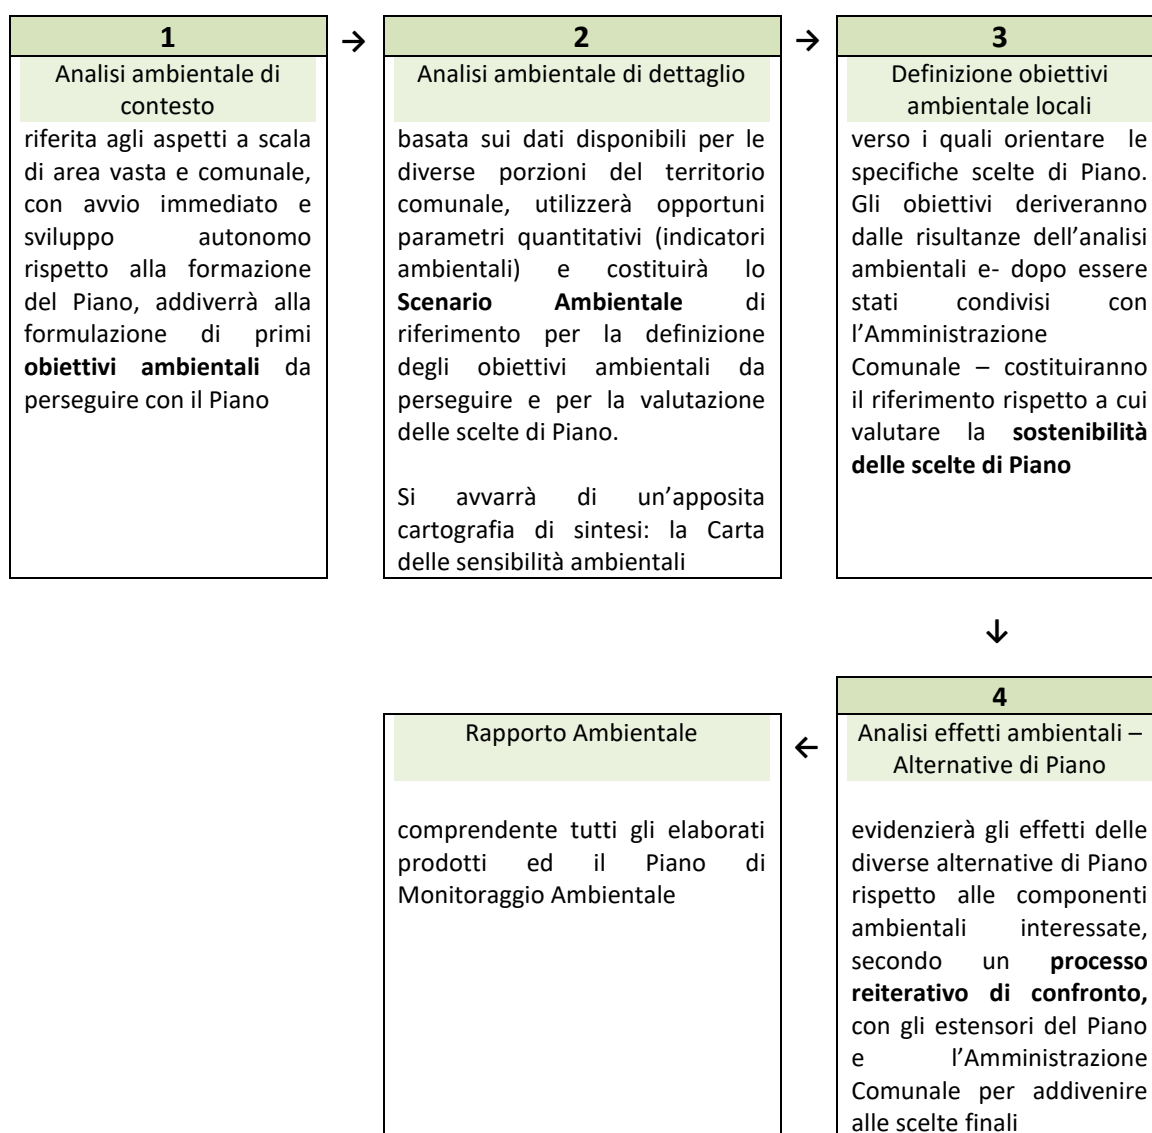 1
Analisi ambientale di
contesto
riferita agli aspetti a scala
di area vasta e comunale,
con avvio immediato e
sviluppo autonomo
rispetto alla formazione
del Piano, addiverrà alla
formulazione di primi
obiettivi ambientali da
perseguire con il Piano
→
2
Analisi ambientale di dettaglio
basata sui dati disponibili per le
diverse porzioni del territorio
comunale, utilizzerà opportuni
parametri quantitativi (indicatori
ambientali) e costituirà lo
Scenario Ambientale di
riferimento per la definizione
degli obiettivi ambientali da
perseguire e per la valutazione
delle scelte di Piano.
Si avvarrà di un’apposita
cartografia di sintesi: la Carta
delle sensibilità ambientali
→
3
Definizione obiettivi
ambientale locali
verso i quali orientare le
specifiche scelte di Piano.
Gli obiettivi deriveranno
dalle risultanze dell’analisi
ambientali e- dopo essere
stati condivisi con
l’Amministrazione
Comunale – costituiranno
il riferimento rispetto a cui
valutare la sostenibilità
delle scelte di Piano
↓
4
Analisi effetti ambientali –
Alternative di Piano
evidenzierà gli effetti delle
diverse alternative di Piano
rispetto alle componenti
ambientali interessate,
secondo un processo
reiterativo di confronto,
con gli estensori del Piano
e l’Amministrazione
Comunale per addivenire
alle scelte finali
←
Rapporto Ambientale
comprendente tutti gli elaborati
prodotti ed il Piano di
Monitoraggio Ambientale